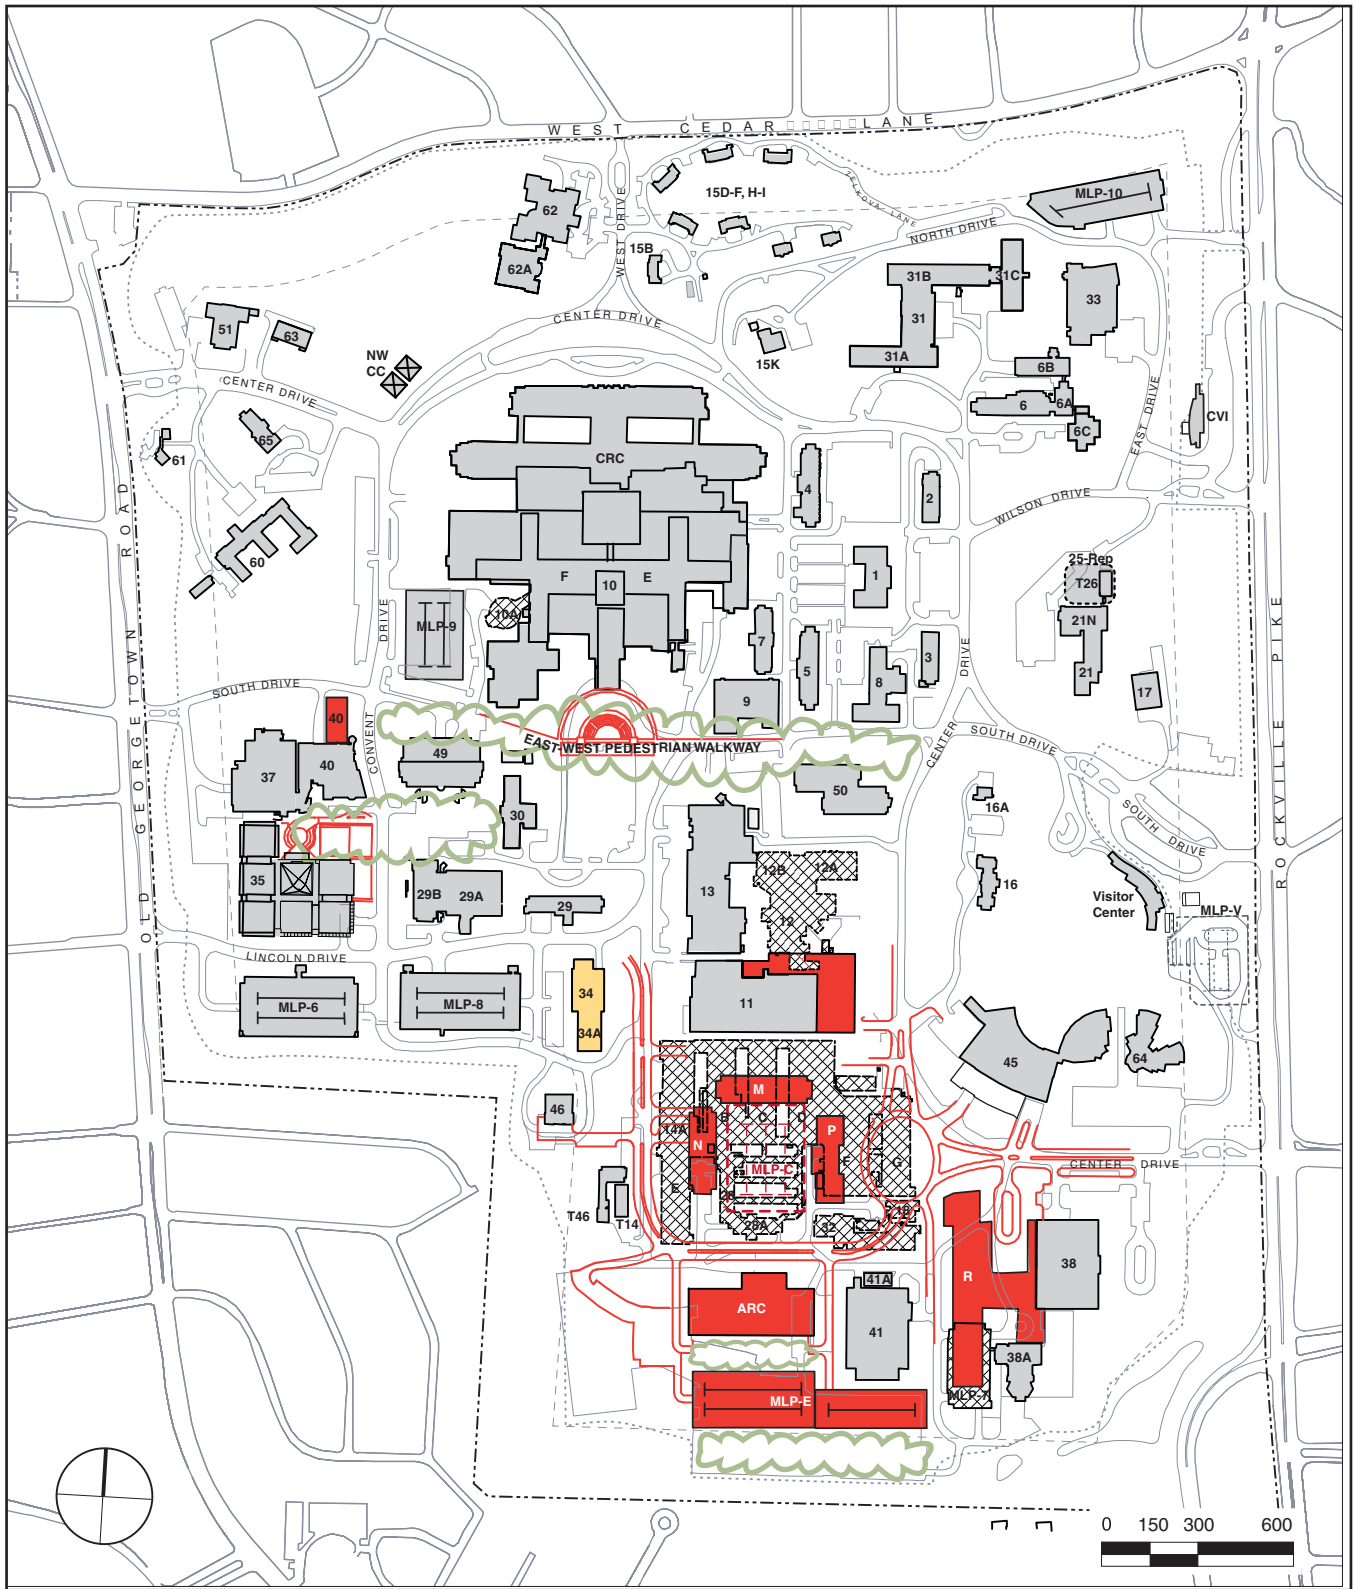 WEST CEDAR LANE
ZELKOVA LANE
15D-F, H-I
MLP-10
62
WEST DRIVE
NORTH DRIVE
15B
62A
31B
31C
33
51
63
CENTER DRIVE
31
NW
CC
15K
31A
6B
CENTER DRIVE
6
6A
EAST DRIVE
CVI
6C
65
61
CRC
4
2
WILSON DRIVE
OLD GEORGETOWN ROAD
60
25-Rep
T26
F
E
10
1
10A
MLP-9
DRIVE
21N
7
5
3
DRIVE
8
21
17
ROCKVILLE PIKE
SOUTH DRIVE
9
40
CONVENT
EAST-WEST PEDESTRIAN WALKWAY
CENTER
SOUTH DRIVE
49
37
40
50
16A
30
SOUTH DRIVE
12B
12A
35
29B
29A
29
13
12
16
Visitor
Center
MLP-V
LINCOLN DRIVE
34
MLP-6
MLP-8
11
34A
45
64
M
46
14A
B
D
C
P
N
F
G
MLP-C
CENTER DRIVE
E
28
18
T46
T14
28A
32
38
R
41A
ARC
41
38A
MLP-E
MLP-7
0 150 300 600